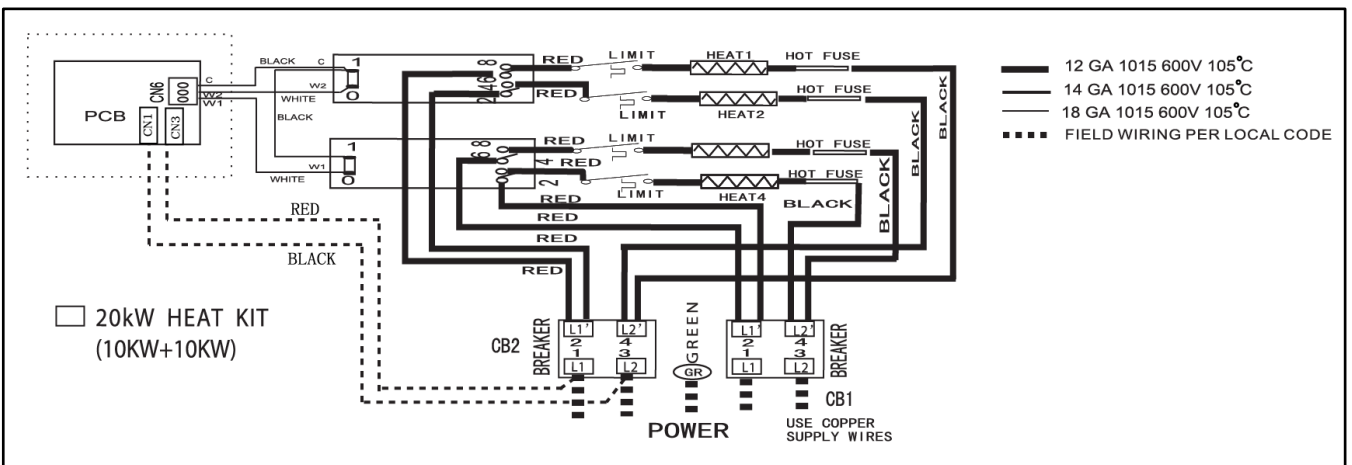 BLACK
C
1
RED
LIMIT
HEAT1
HOT FUSE
12 GA 1015 600V 105°C
14 GA 1015 600V 105°C
18 GA 1015 600V 105°C
FIELD WIRING PER LOCAL CODE
PCB
CN6
CN1
CN3
C
W2
W1
W2
WHITE
0
BLACK
8
6
4
2
RED
LIMIT
HEAT2
HOT FUSE
BLACK
BLACK
1
W1
WHITE
0
8
6
4
2
RED
LIMIT
HOT FUSE
RED
LIMIT
HEAT4
HOT FUSE
BLACK
BLACK
RED
RED
RED
RED
RED
BLACK
20kW HEAT KIT
(10KW+10KW)
CB2
BREAKER
L1'
L2'
2
4
1
3
L1
L2
GREEN
GR
L1'
L2'
2
4
1
3
L1
L2
BREAKER
CB1
POWER
USE COPPER
SUPPLY WIRES